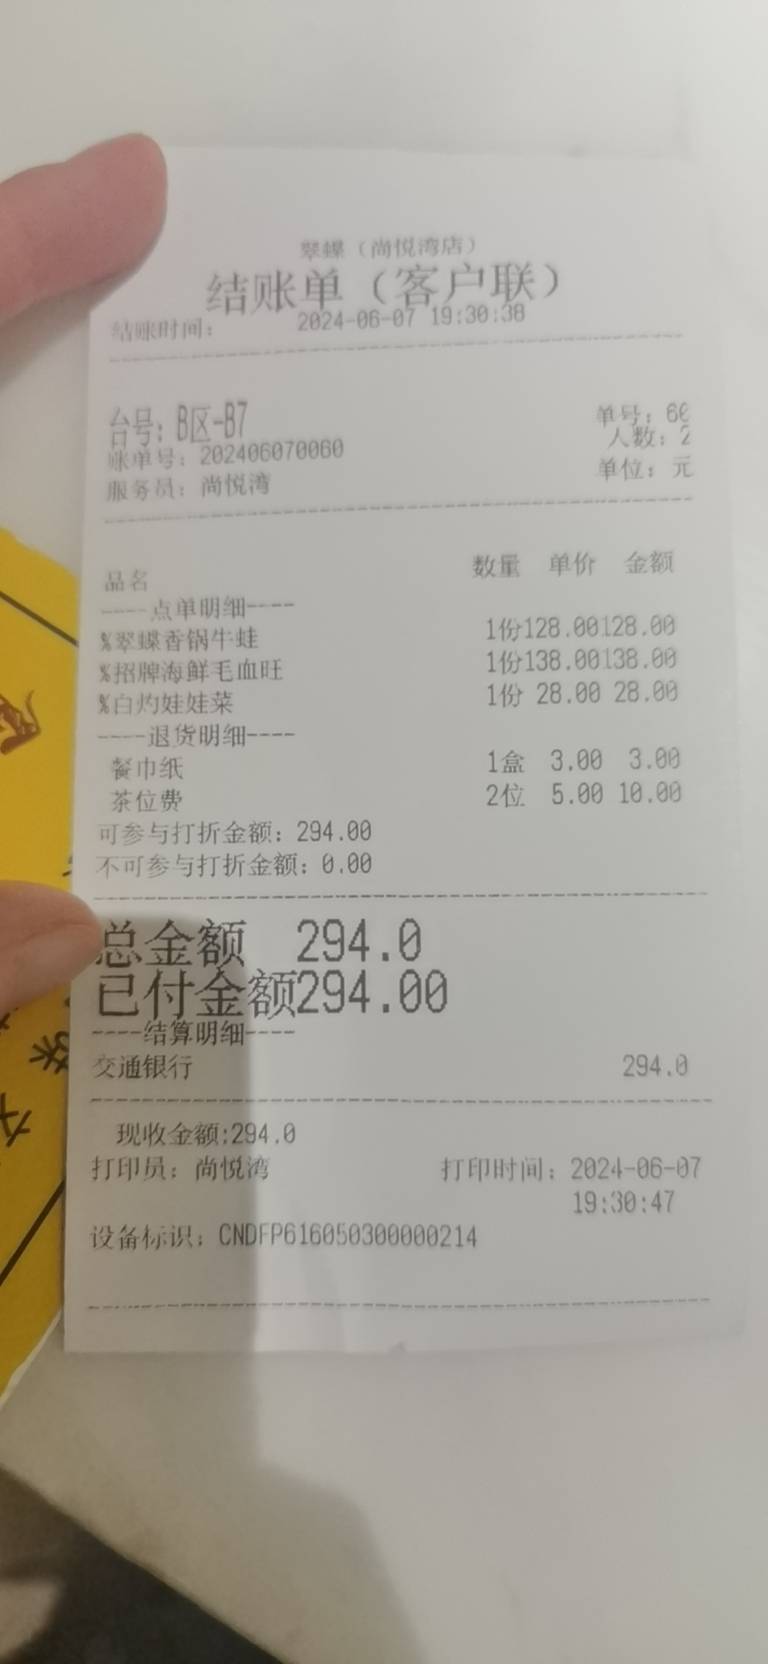 翠蝶（尚悦湾店）
结账单（客户联）
结账时间： 2024-06-07 19:30:38
台号：B区-B7 单号：60
账单号：202406070060 人数：2
服务员：尚悦湾 单位：元
品名 数量 单价 金额
----点单明细----
%翠蝶香锅牛蛙 1份128.00128.00
%招牌海鲜毛血旺 1份138.00138.00
%白灼娃娃菜 1份 28.00 28.00
----退货明细----
餐巾纸 1盒 3.00 3.00
茶位费 2位 5.00 10.00
可参与打折金额：294.00
不可参与打折金额：0.00
总金额 294.0
已付金额294.00
----结算明细----
交通银行 294.0
现收金额:294.0
打印员：尚悦湾 打印时间：2024-06-07
19:30:47
设备标识：CNDFP616050300000214